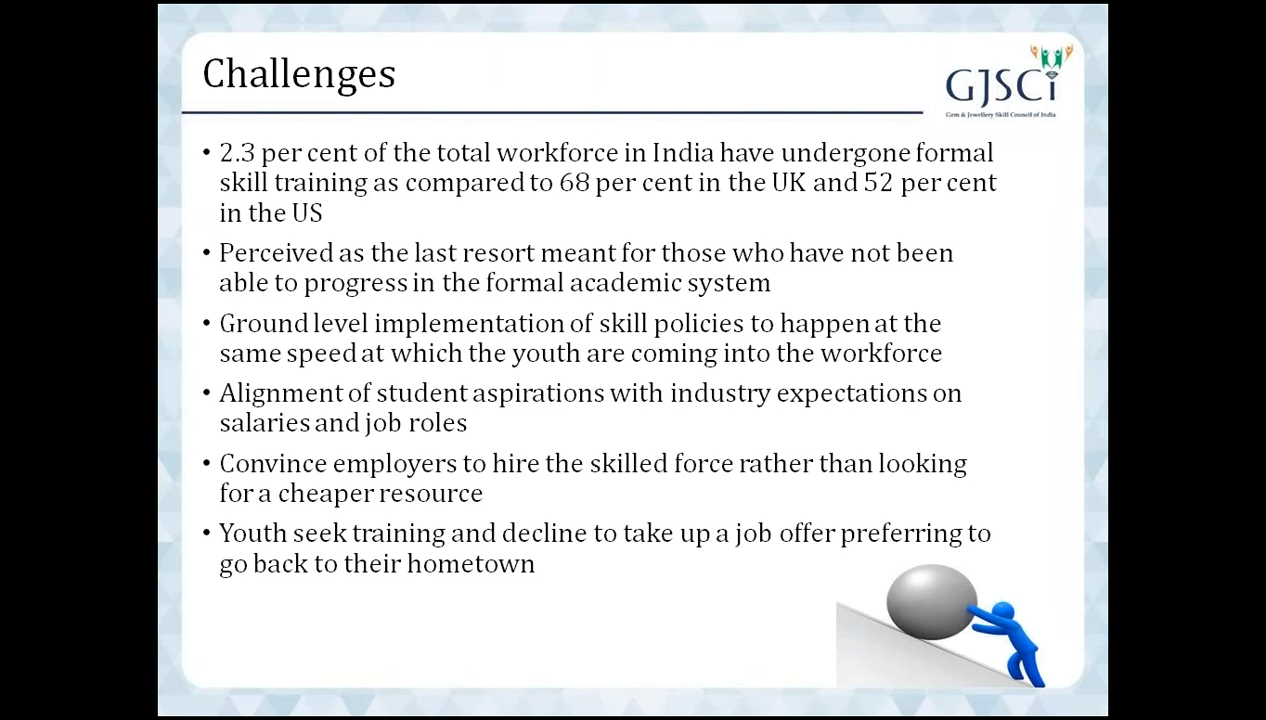 Challenges
GJSCi
Gem & Jewellery Skill Council of India
• 2.3 per cent of the total workforce in India have undergone formal
skill training as compared to 68 per cent in the UK and 52 per cent
in the US
• Perceived as the last resort meant for those who have not been
able to progress in the formal academic system
• Ground level implementation of skill policies to happen at the
same speed at which the youth are coming into the workforce
• Alignment of student aspirations with industry expectations on
salaries and job roles
• Convince employers to hire the skilled force rather than looking
for a cheaper resource
• Youth seek training and decline to take up a job offer preferring to
go back to their hometown